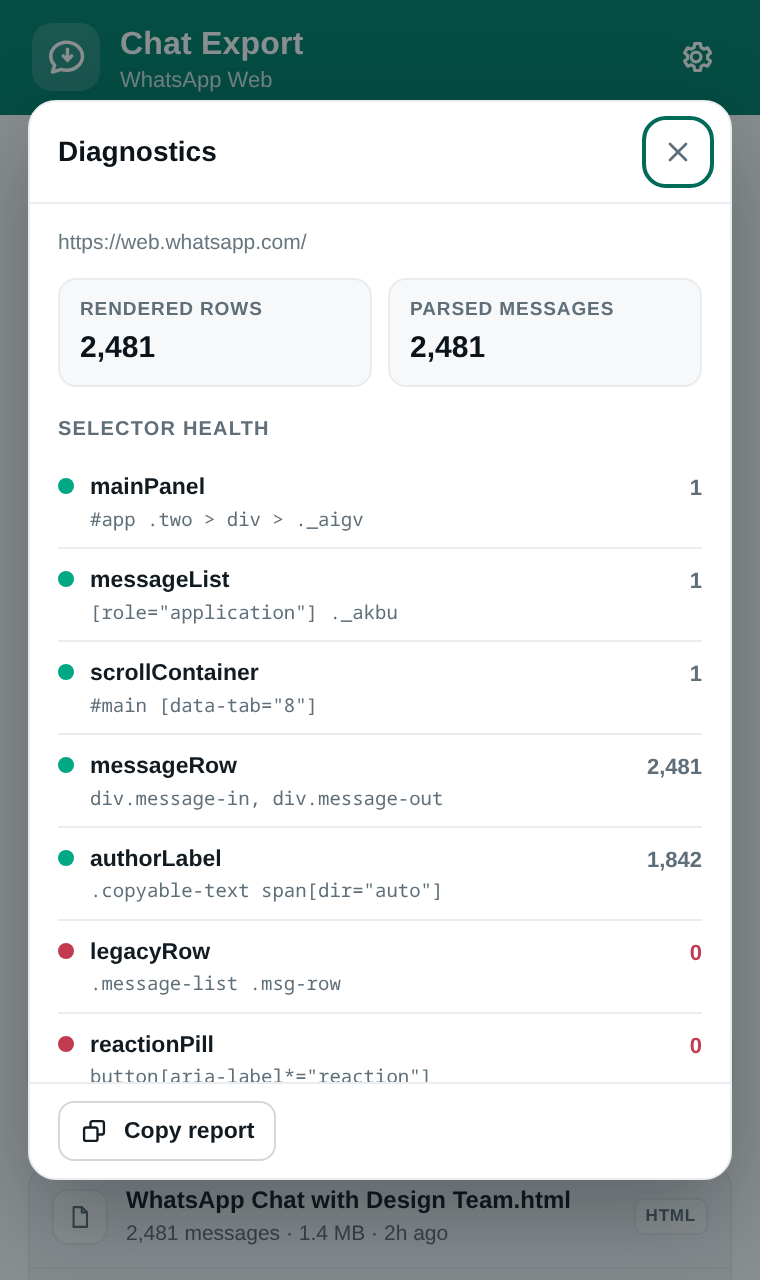 Chat Export
WhatsApp Web
Diagnostics
https://web.whatsapp.com/
RENDERED ROWS
2,481
PARSED MESSAGES
2,481
SELECTOR HEALTH
mainPanel
1
#app .two > div > ._aigv
messageList
1
[role="application"] ._akbu
scrollContainer
1
#main [data-tab="8"]
messageRow
2,481
div.message-in, div.message-out
authorLabel
1,842
.copyable-text span[dir="auto"]
legacyRow
0
.message-list .msg-row
reactionPill
0
button[aria-label*="reaction"]
Copy report
WhatsApp Chat with Design Team.html
2,481 messages · 1.4 MB · 2h ago
HTML